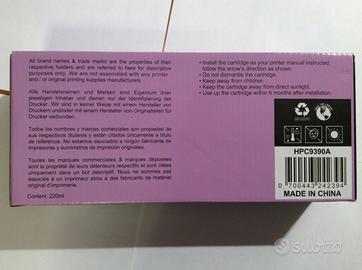 All brand names & trade marks are the properties of their
respective holders and are refered to here for descriptive
purposes only. We are not associated with any printer
and / or original printing supplies manufacturers.
Alle Handelsnamen und Marken sind Eigentum ihrer
jeweiligen Inhaber und dienen nur der Identifizierung der
Drucker. Wir sind in keiner Weise mit einem Hersteller von
Druckern und/oder mit einem Hersteller von Originalteilen für
Drucker verbunden.
Todos los nombres y marcas comerciales son propiedad de sus
respectivos titulares y están citados únicamente a título
de referencia. No estamos asociados a ningún fabricante
de impresoras y suministros de impresión originales.
Toutes les marques commerciales & marques déposées
sont la propriété de leurs détenteurs respectifs et sont citées
uniquement à des fins descriptives. Nous ne sommes pas
associés à un imprimeur et/ou à des fabricants de matériel
original d'imprimerie.
Content: 220ml
• Install the cartridge as your printer manual instructed,
follow the arrow's direction as shown.
• Do not dismantle the cartridge.
• Keep away from children.
• Keep the cartridge away from direct sunlight.
• Use up the cartridge within 6 months after installation.
HPC9390A
0 700443 242394
MADE IN CHINA
subito